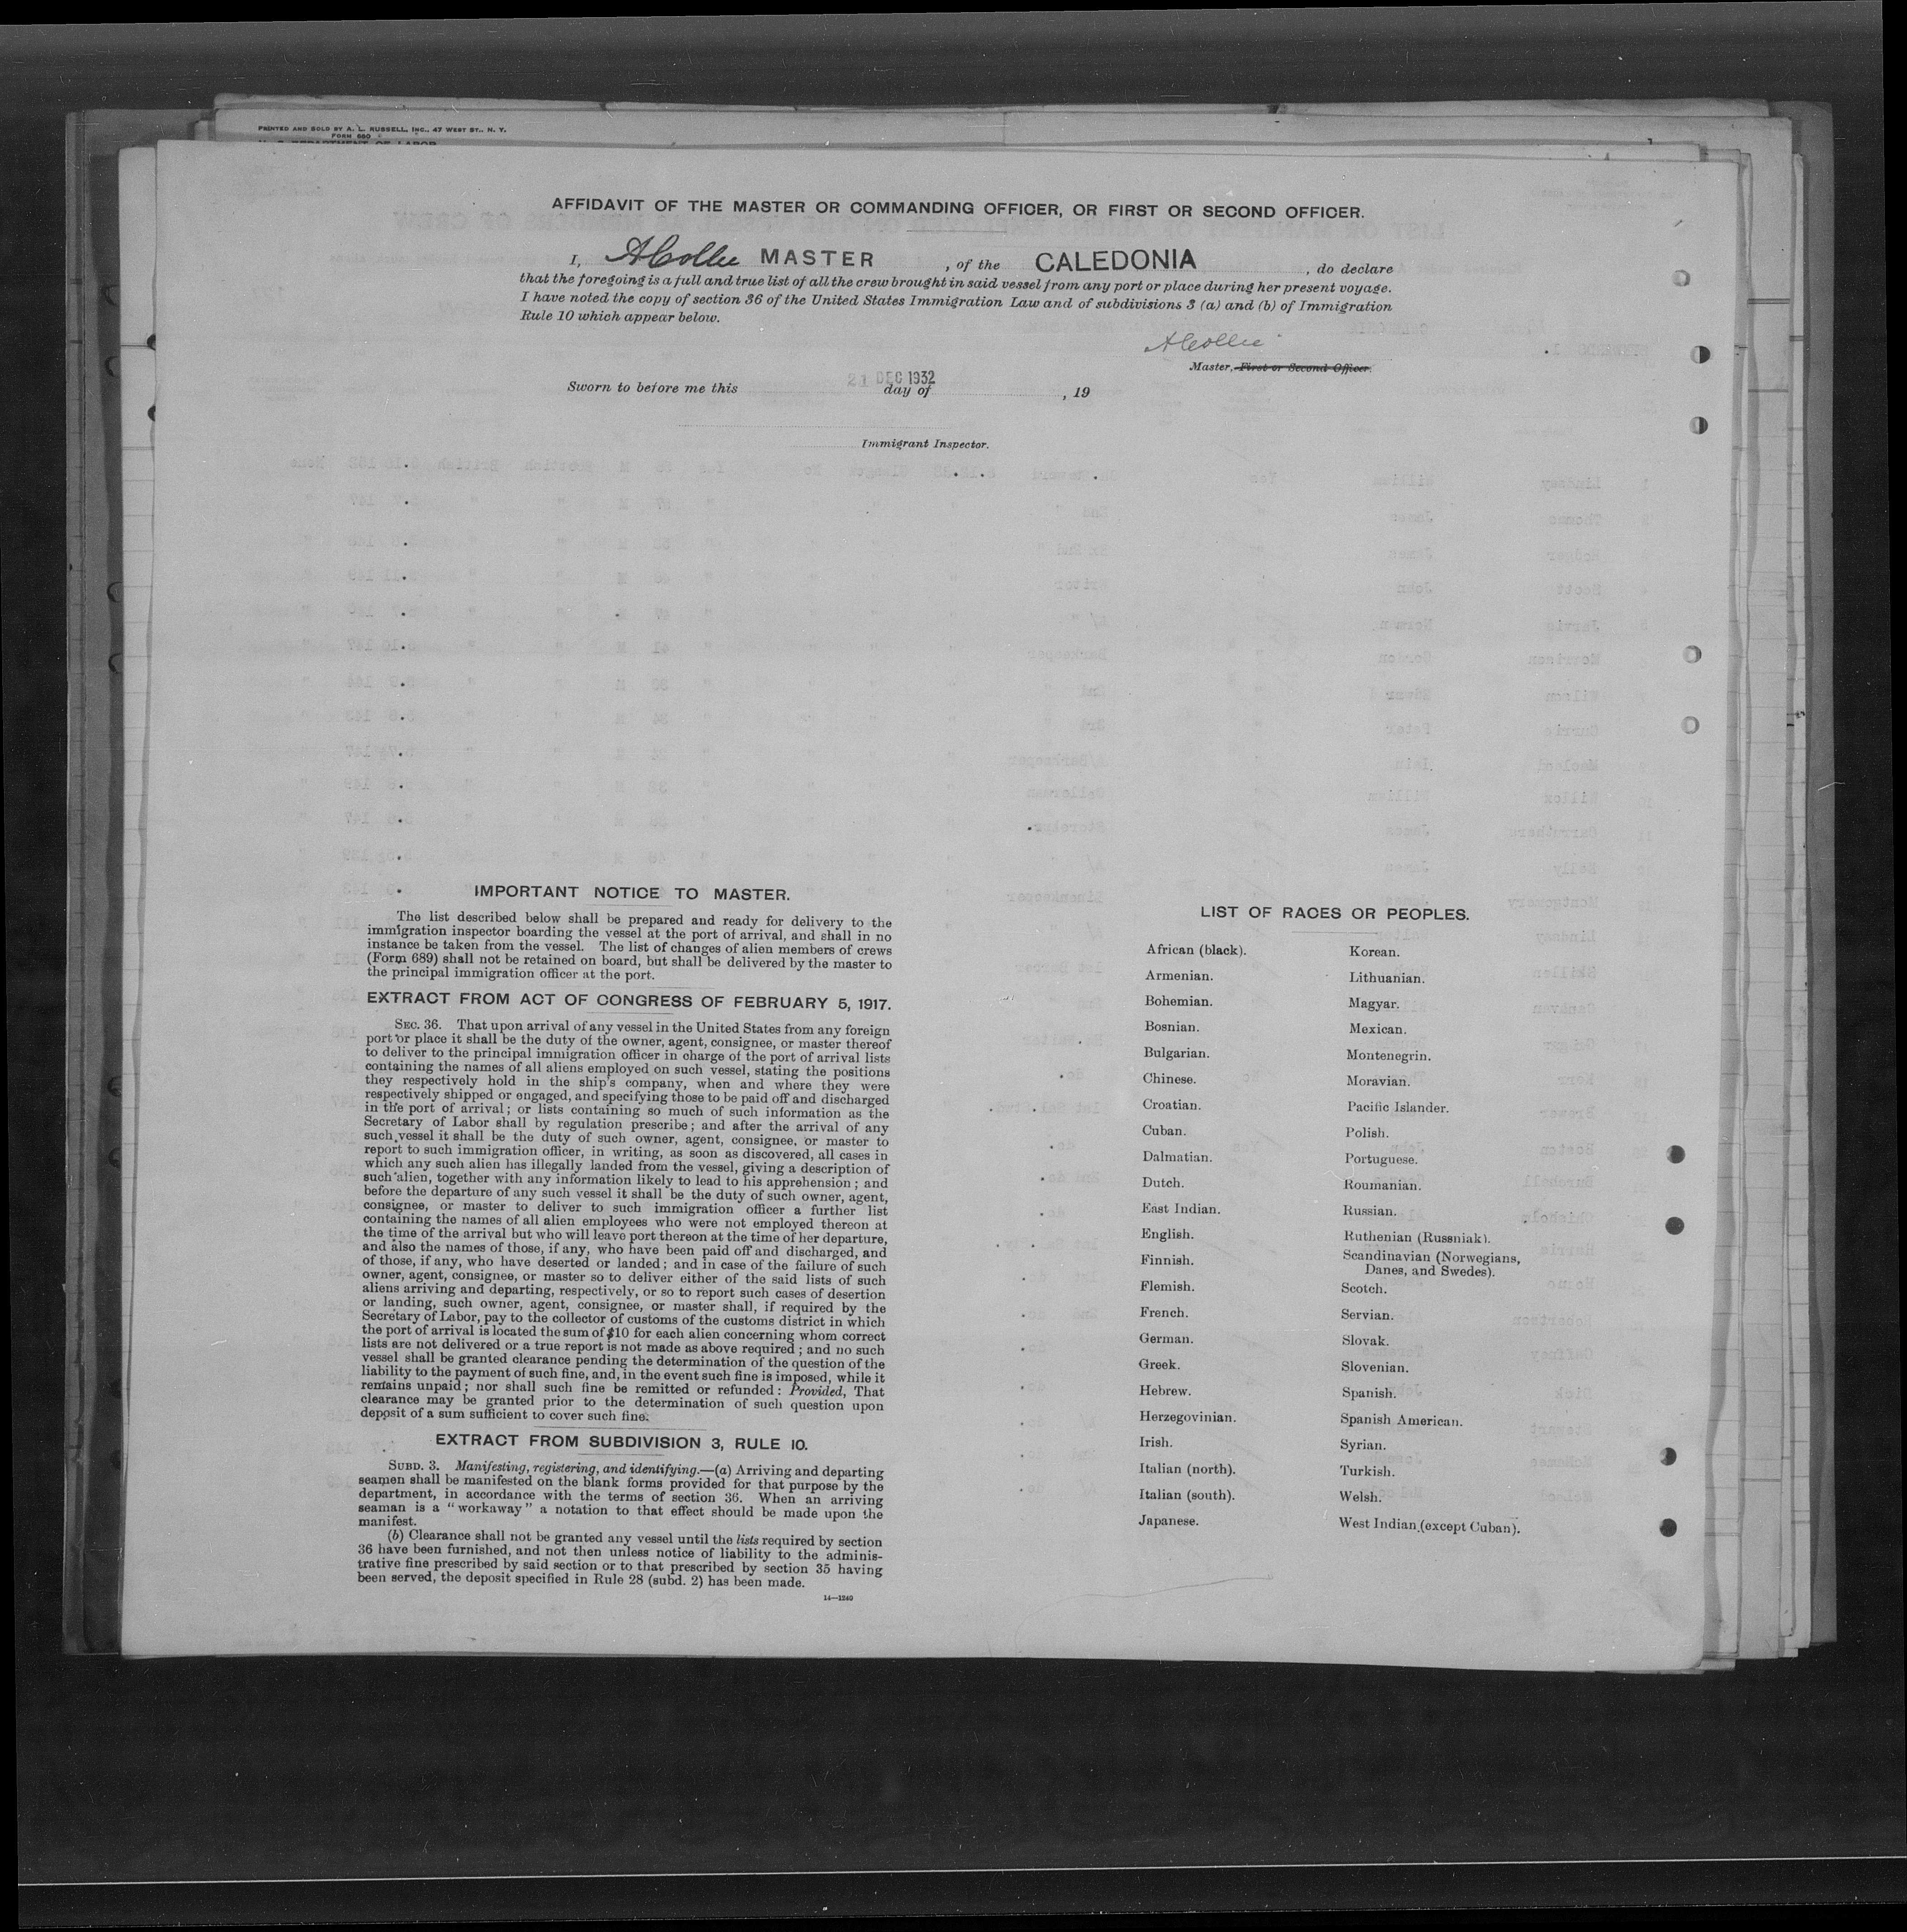 PRINTED AND SOLD BY A. L. RUSSELL, INC., 47 WEST ST., N. Y.
FORM 660
U. S. DEPARTMENT OF LABOR
AFFIDAVIT OF THE MASTER OR COMMANDING OFFICER, OR FIRST OR SECOND OFFICER.
I, A Collie MASTER, of the CALEDONIA, do declare
that the foregoing is a full and true list of all the crew brought in said vessel from any port or place during her present voyage.
I have noted the copy of section 36 of the United States Immigration Law and of subdivisions 3 (a) and (b) of Immigration
Rule 10 which appear below.
A Collie
Master, First or Second Officer.
21 DEC 1932
Sworn to before me this day of , 19
Immigrant Inspector.
IMPORTANT NOTICE TO MASTER.
The list described below shall be prepared and ready for delivery to the
immigration inspector boarding the vessel at the port of arrival, and shall in no
instance be taken from the vessel. The list of changes of alien members of crews
(Form 689) shall not be retained on board, but shall be delivered by the master to
the principal immigration officer at the port.
EXTRACT FROM ACT OF CONGRESS OF FEBRUARY 5, 1917.
SEC. 36. That upon arrival of any vessel in the United States from any foreign
port or place it shall be the duty of the owner, agent, consignee, or master thereof
to deliver to the principal immigration officer in charge of the port of arrival lists
containing the names of all aliens employed on such vessel, stating the positions
they respectively hold in the ship's company, when and where they were
respectively shipped or engaged, and specifying those to be paid off and discharged
in the port of arrival; or lists containing so much of such information as the
Secretary of Labor shall by regulation prescribe; and after the arrival of any
such vessel it shall be the duty of such owner, agent, consignee, or master to
report to such immigration officer, in writing, as soon as discovered, all cases in
which any such alien has illegally landed from the vessel, giving a description of
such alien, together with any information likely to lead to his apprehension; and
before the departure of any such vessel it shall be the duty of such owner, agent,
consignee, or master to deliver to such immigration officer a further list
containing the names of all alien employees who were not employed thereon at
the time of the arrival but who will leave port thereon at the time of her departure,
and also the names of those, if any, who have been paid off and discharged, and
of those, if any, who have deserted or landed; and in case of the failure of such
owner, agent, consignee, or master so to deliver either of the said lists of such
aliens arriving and departing, respectively, or so to report such cases of desertion
or landing, such owner, agent, consignee, or master shall, if required by the
Secretary of Labor, pay to the collector of customs of the customs district in which
the port of arrival is located the sum of $10 for each alien concerning whom correct
lists are not delivered or a true report is not made as above required; and no such
vessel shall be granted clearance pending the determination of the question of the
liability to the payment of such fine, and, in the event such fine is imposed, while it
remains unpaid; nor shall such fine be remitted or refunded: Provided, That
clearance may be granted prior to the determination of such question upon
deposit of a sum sufficient to cover such fine.
EXTRACT FROM SUBDIVISION 3, RULE 10.
SUBD. 3. Manifesting, registering, and identifying.—(a) Arriving and departing
seamen shall be manifested on the blank forms provided for that purpose by the
department, in accordance with the terms of section 36. When an arriving
seaman is a "workaway" a notation to that effect should be made upon the
manifest.
(b) Clearance shall not be granted any vessel until the lists required by section
36 have been furnished, and not then unless notice of liability to the adminis-
trative fine prescribed by said section or to that prescribed by section 35 having
been served, the deposit specified in Rule 28 (subd. 2) has been made.
14—1240
LIST OF RACES OR PEOPLES.
African (black).
Armenian.
Bohemian.
Bosnian.
Bulgarian.
Chinese.
Croatian.
Cuban.
Dalmatian.
Dutch.
East Indian.
English.
Finnish.
Flemish.
French.
German.
Greek.
Hebrew.
Herzegovinian.
Irish.
Italian (north).
Italian (south).
Japanese.
Korean.
Lithuanian.
Magyar.
Mexican.
Montenegrin.
Moravian.
Pacific Islander.
Polish.
Portuguese.
Roumanian.
Russian.
Ruthenian (Russniak).
Scandinavian (Norwegians,
Danes, and Swedes).
Scotch.
Servian.
Slovak.
Slovenian.
Spanish.
Spanish American.
Syrian.
Turkish.
Welsh.
West Indian (except Cuban).